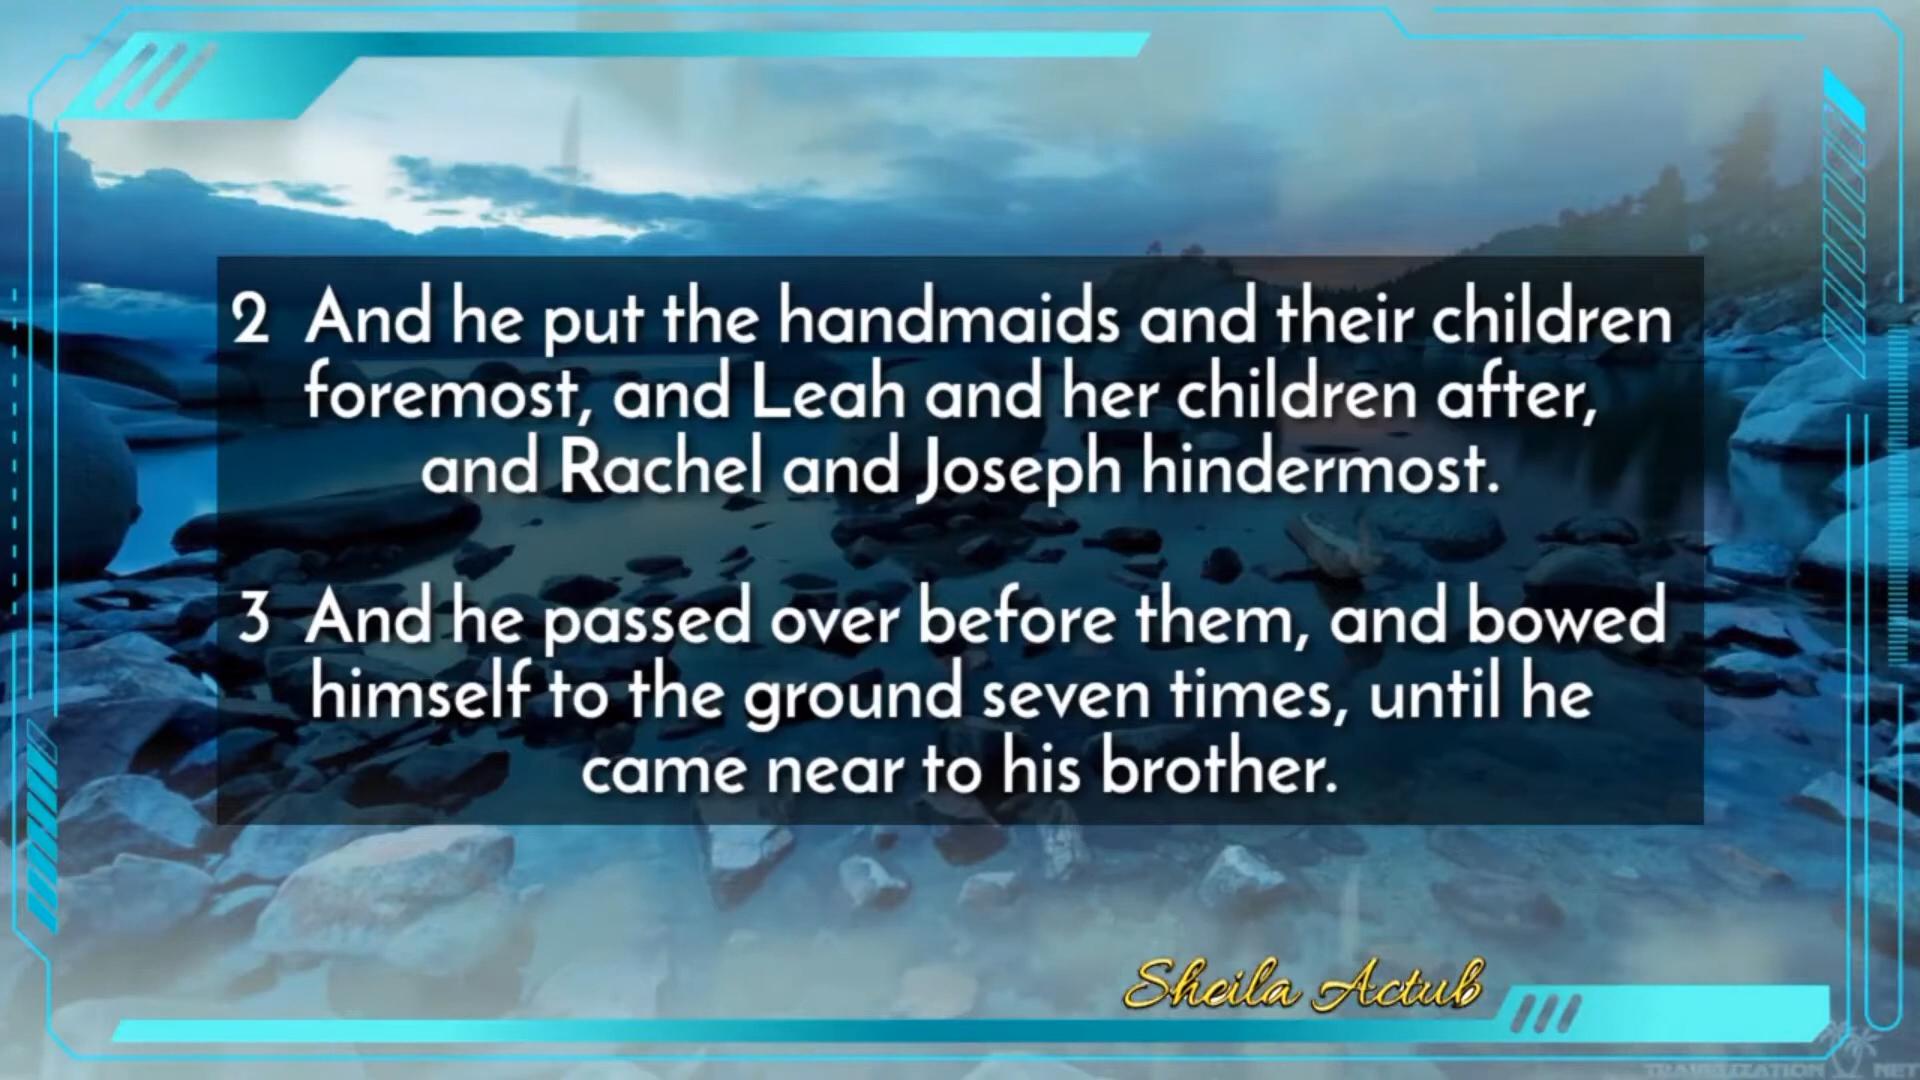 2 And he put the handmaids and their children
foremost, and Leah and her children after,
and Rachel and Joseph hindermost.
3 And he passed over before them, and bowed
himself to the ground seven times, until he
came near to his brother.
Sheila Actub
TRAVELIZATION NET